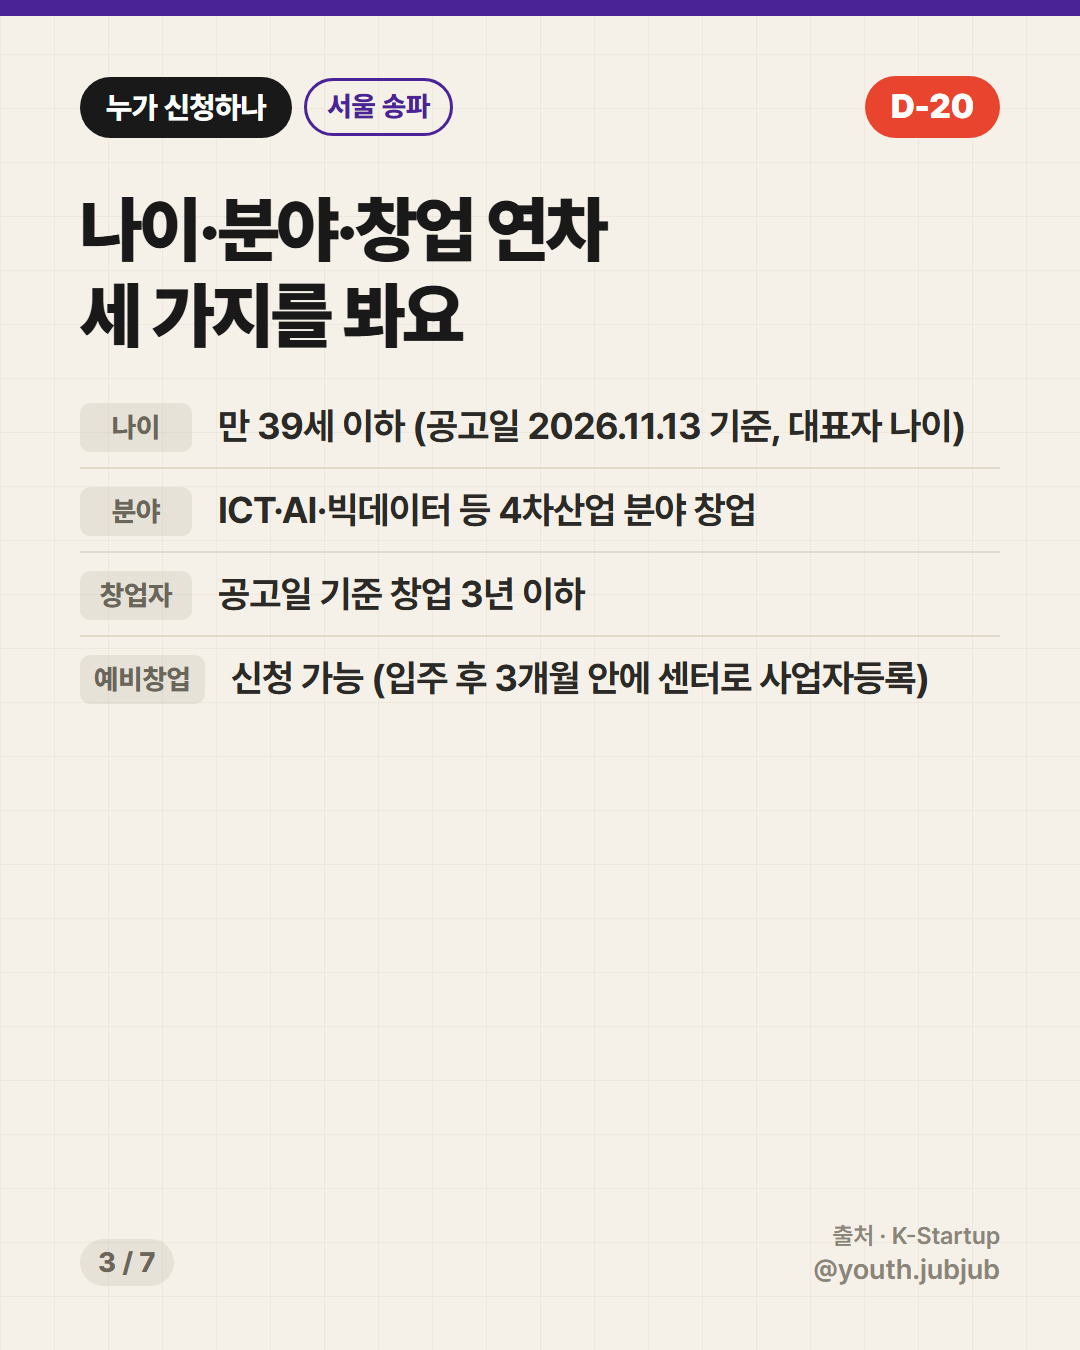 누가 신청하나
서울 송파
D-20
나이·분야·창업 연차
세 가지를 봐요
나이 만 39세 이하 (공고일 2026.11.13 기준, 대표자 나이)
분야 ICT·AI·빅데이터 등 4차산업 분야 창업
창업자 공고일 기준 창업 3년 이하
예비창업 신청 가능 (입주 후 3개월 안에 센터로 사업자등록)
3 / 7
출처 · K-Startup
@youth.jubjub